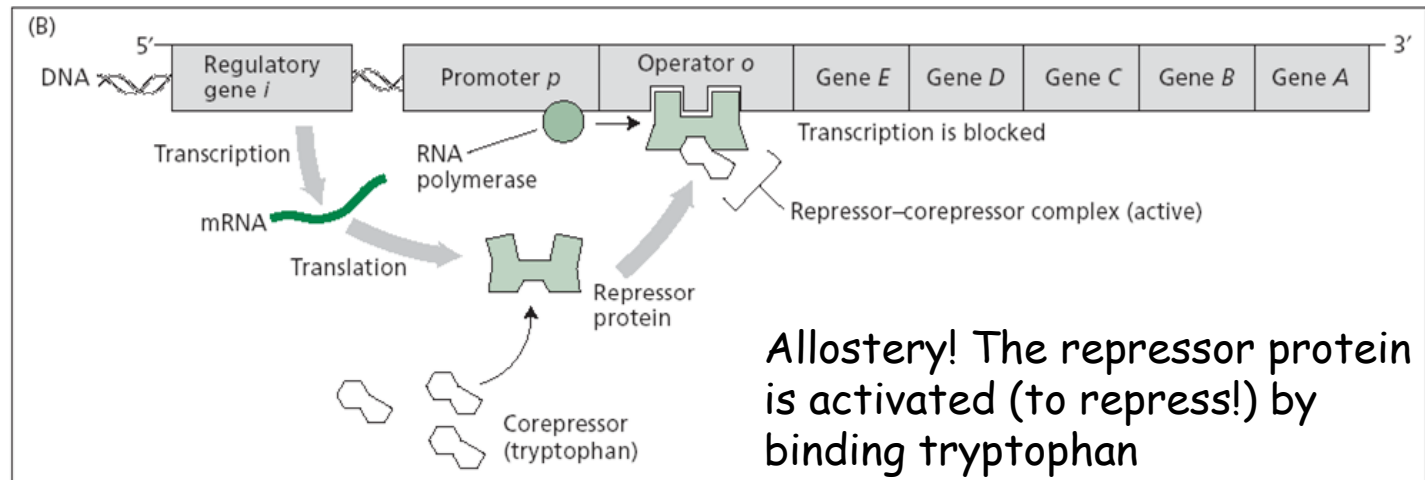 (B)
5′
3′
DNA
Regulatory
gene i
Promoter p
Operator o
Gene E
Gene D
Gene C
Gene B
Gene A
Transcription is blocked
Transcription
RNA
polymerase
mRNA
Repressor–corepressor complex (active)
Translation
Repressor
protein
Corepressor
(tryptophan)
Allostery! The repressor protein
is activated (to repress!) by
binding tryptophan